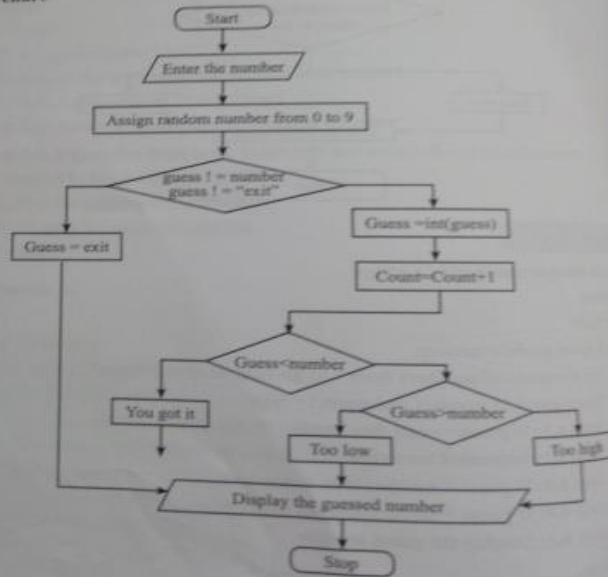 Start
Enter the number
Assign random number from 0 to 9
guess ! = number
guess ! = "exit"
Guess =int(guess)
Guess = exit
Count=Count+1
Guess<number
You got it
Guess>number
Too low
Too high
Display the guessed number
Stop